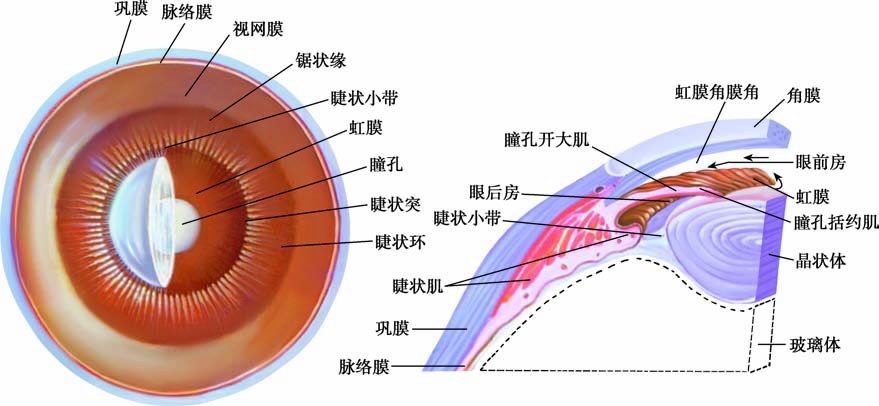 巩膜
脉络膜
视网膜
锯状缘
睫状小带
虹膜
瞳孔
睫状突
睫状环
虹膜角膜角
角膜
瞳孔开大肌
眼前房
眼后房
虹膜
睫状小带
瞳孔括约肌
晶状体
睫状肌
巩膜
玻璃体
脉络膜